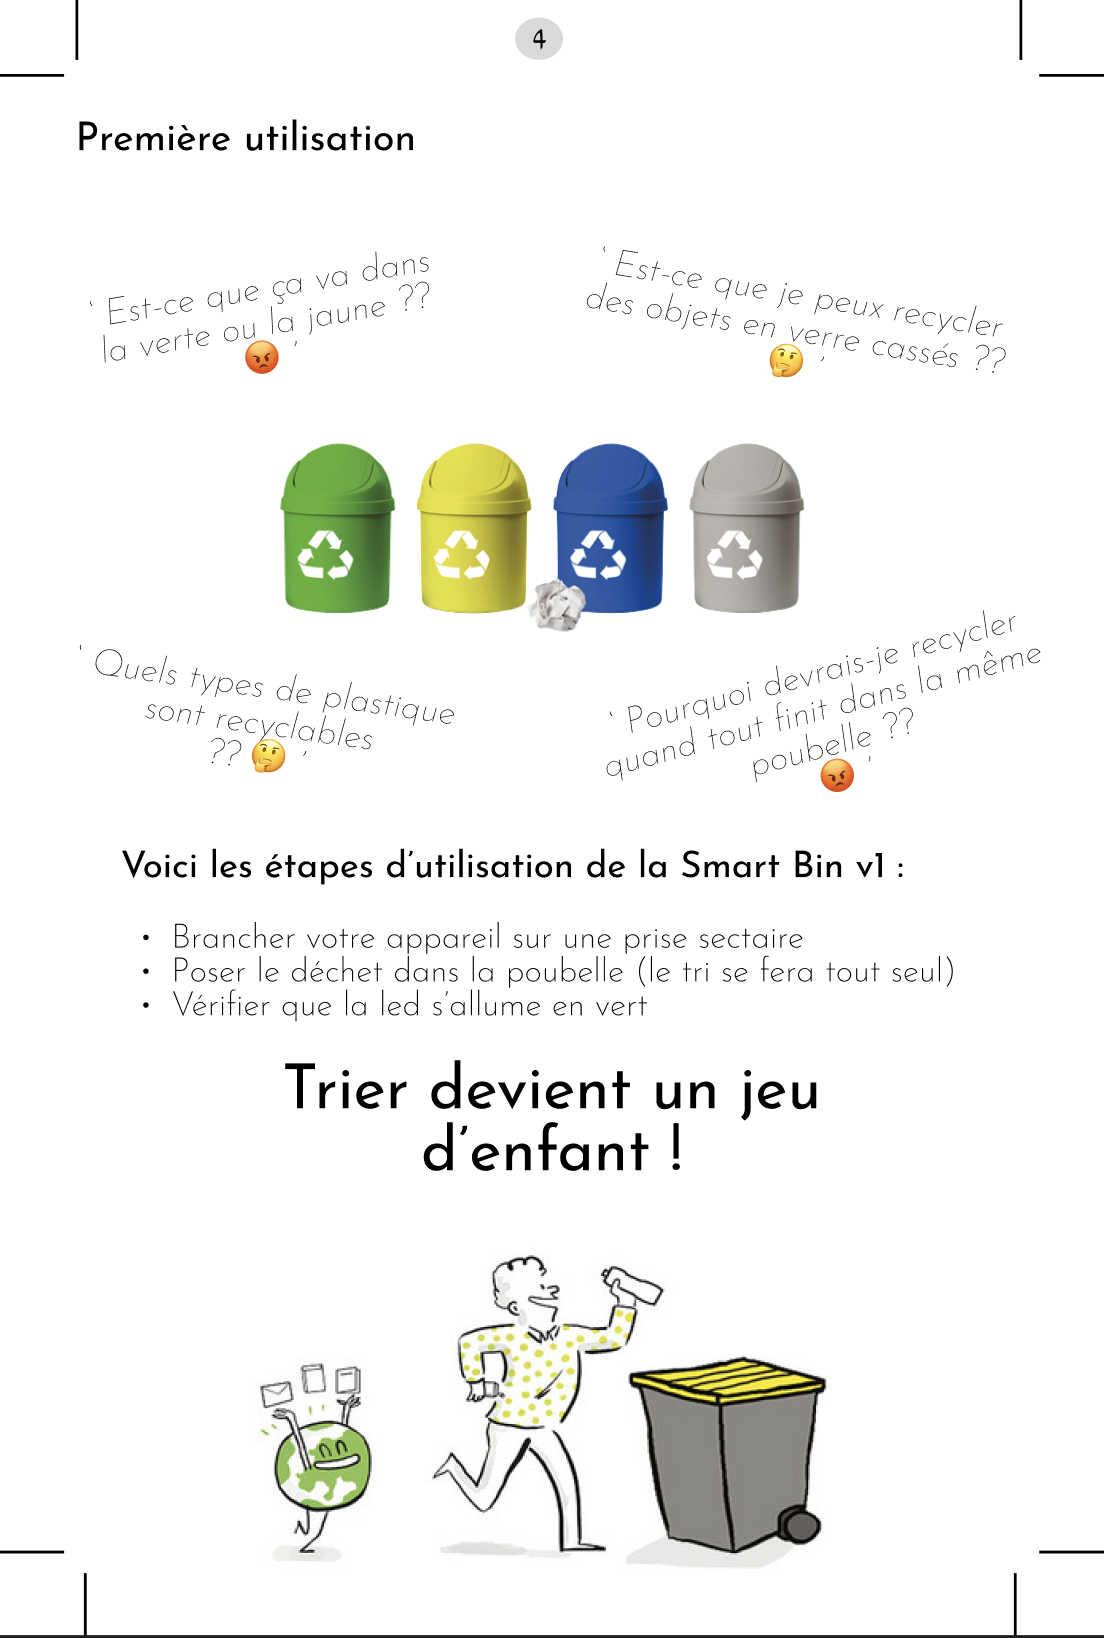 4
Première utilisation
‘ Est-ce que ça va dans
la verte ou la jaune ??
😡 ’
‘ Est-ce que je peux recycler
des objets en verre cassés ??
🤔 ’
‘ Quels types de plastique
sont recyclables
?? 🤔 ’
‘ Pourquoi devrais-je recycler
quand tout finit dans la même
poubelle ??
😡 ’
Voici les étapes d’utilisation de la Smart Bin v1 :
• Brancher votre appareil sur une prise sectaire
• Poser le déchet dans la poubelle (le tri se fera tout seul)
• Vérifier que la led s’allume en vert
Trier devient un jeu
d’enfant !